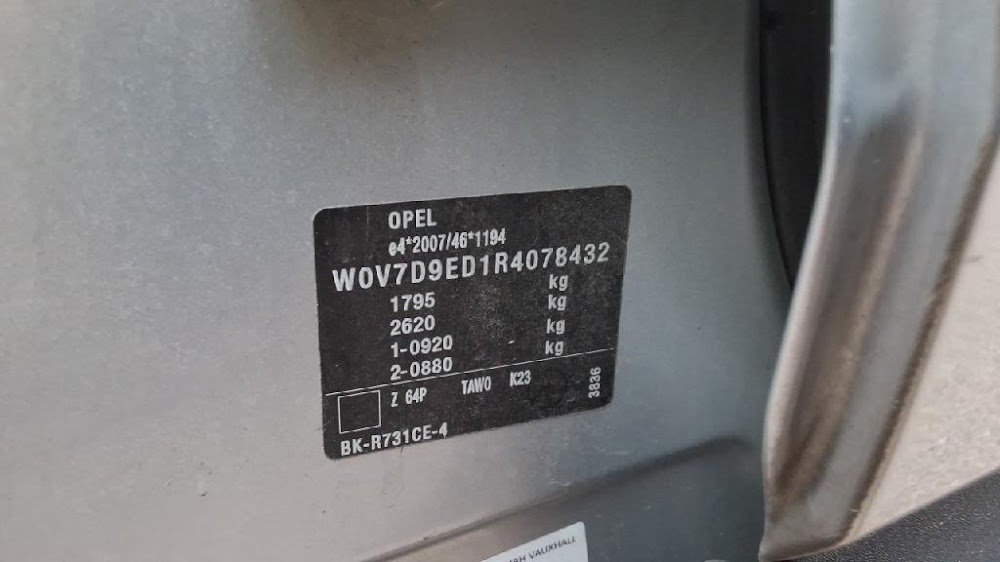 OPEL
e4*2007/46*1194
W0V7D9ED1R4078432
1795 kg
2620 kg
1-0920 kg
2-0880 kg
Z 64P TAWO K23 3836
BK-R731CE-4
VAUXHALL